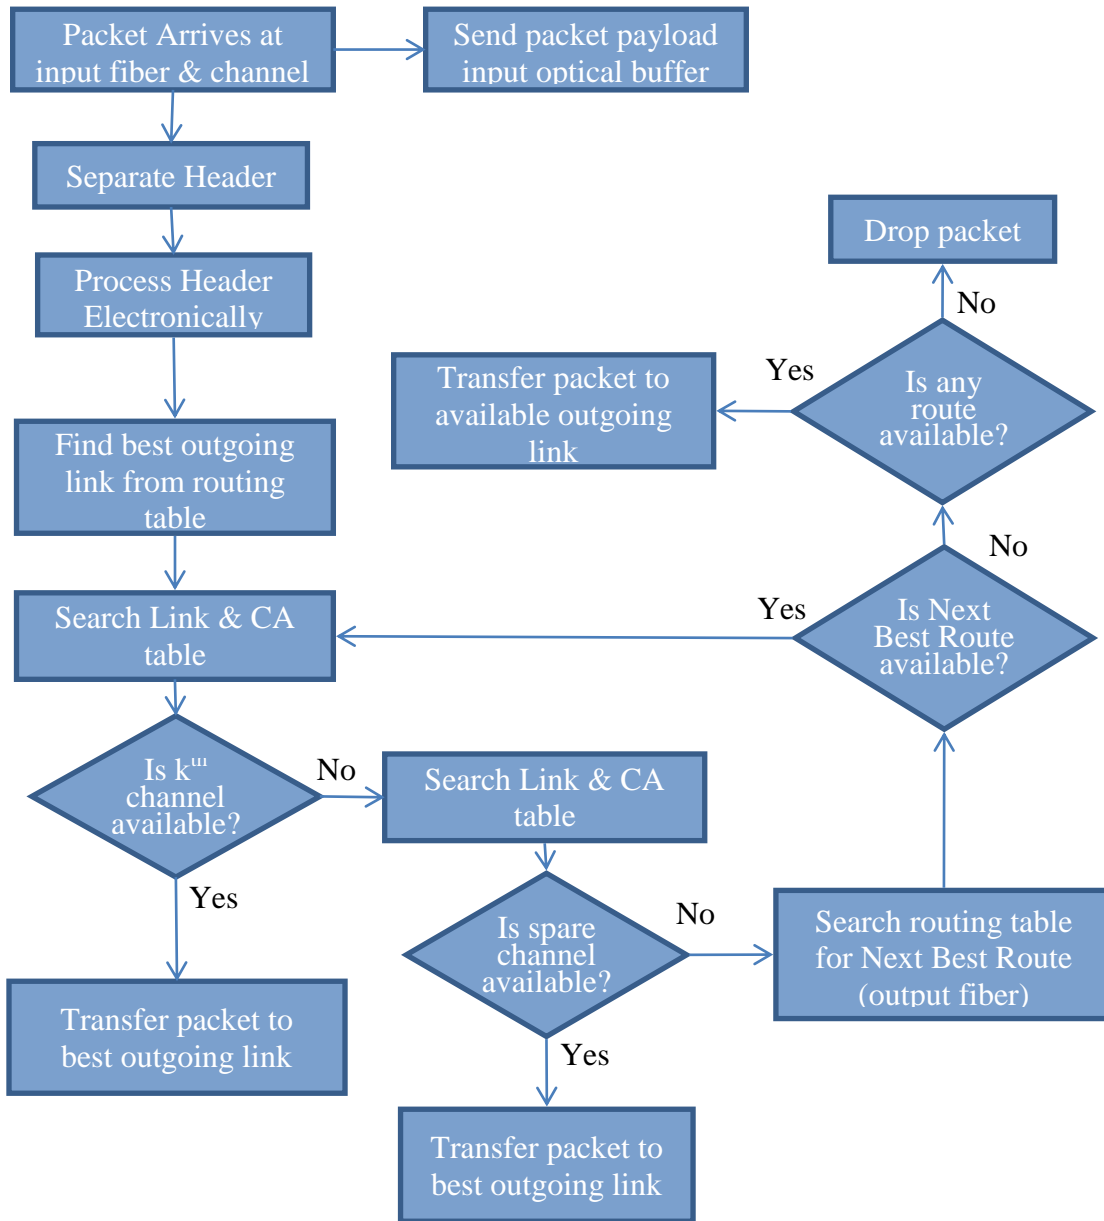 Packet Arrives at
input fiber & channel
Send packet payload
input optical buffer
Separate Header
Process Header
Electronically
Find best outgoing
link from routing
table
Search Link & CA
table
Is kth
channel
available?
No
Yes
Transfer packet to
best outgoing link
Search Link & CA
table
Is spare
channel
available?
No
Yes
Transfer packet to
best outgoing link
Search routing table
for Next Best Route
(output fiber)
Is Next
Best Route
available?
Yes
No
Is any
route
available?
Yes
No
Transfer packet to
available outgoing
link
Drop packet